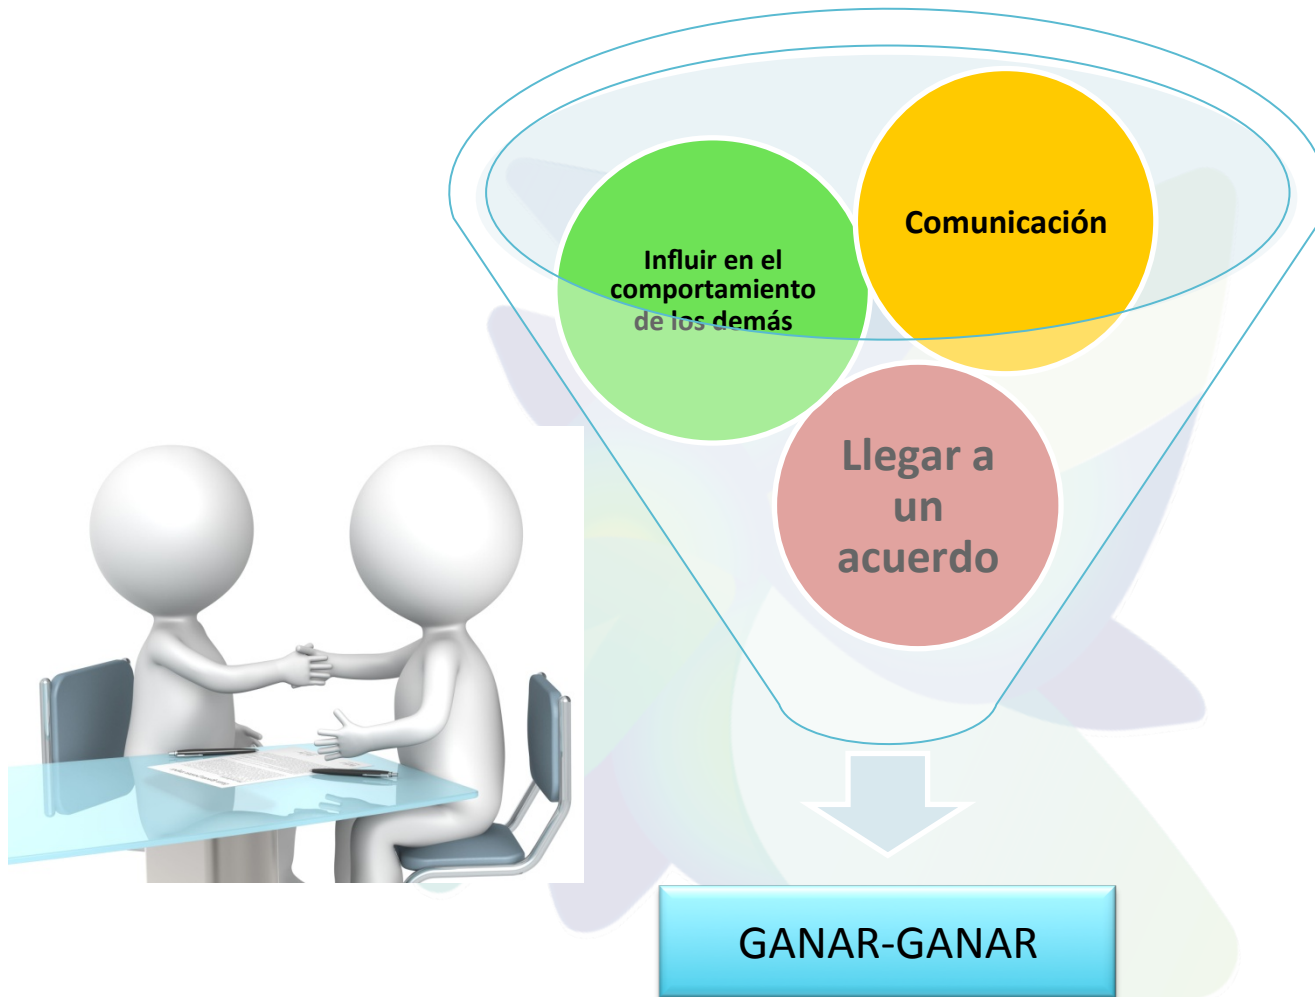 Comunicación
Influir en el
comportamiento
de los demás
Llegar a
un
acuerdo
GANAR-GANAR